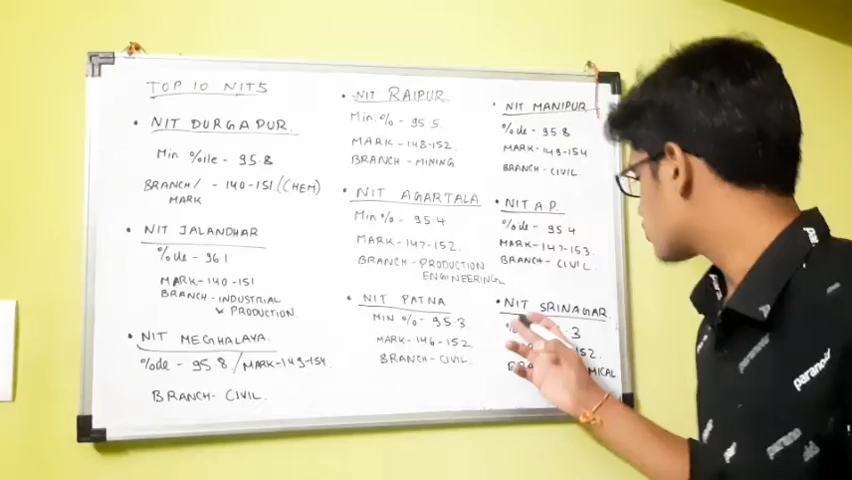 TOP 10 NITS
• NIT DURGAPUR.
Min %ile - 95.8
BRANCH/ - 140-151 (CHEM)
MARK
• NIT JALANDHAR
%ile - 96.1
MARK - 140-151
BRANCH - INDUSTRIAL
& PRODUCTION
• NIT MEGHALAYA.
%ile - 95.8 / MARK - 149-154
BRANCH - CIVIL.
• NIT RAIPUR
Min. % - 95.5
MARK - 148-152.
BRANCH - MINING
• NIT AGARTALA
Min % - 95.4
MARK - 147-152.
BRANCH - PRODUCTION
ENGINEERING
• NIT PATNA
MIN % - 95.3
MARK - 146-152
BRANCH - CIVIL.
• NIT MANIPUR
%ile - 95.8
MARK - 149-154
BRANCH - CIVIL
• NIT A.P.
%ile - 95.4
MARK - 147-153.
BRANCH - CIVIL.
• NIT SRINAGAR
3
152.
MICAL
paranoid
paranoid